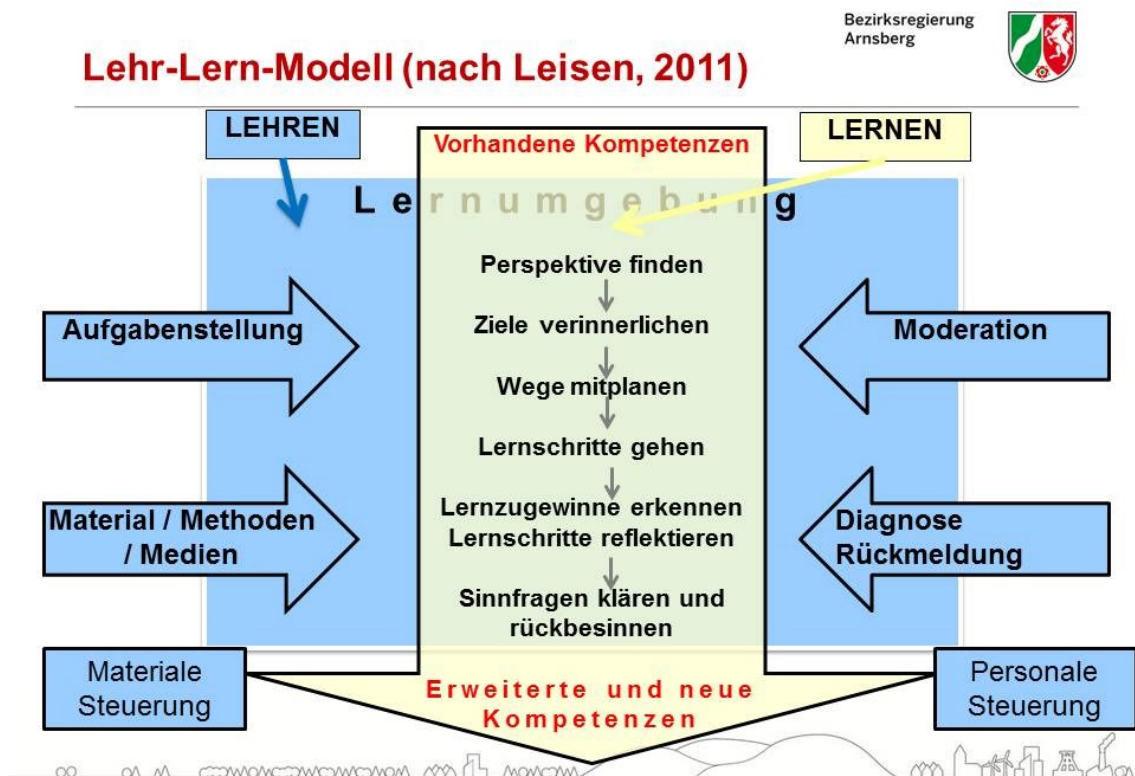 Bezirksregierung
Arnsberg
Lehr-Lern-Modell (nach Leisen, 2011)
LEHREN
Vorhandene Kompetenzen
LERNEN
Lernumgebung
Perspektive finden
Ziele verinnerlichen
Wege mitplanen
Lernschritte gehen
Lernzugewinne erkennen
Lernschritte reflektieren
Sinnfragen klären und
rückbesinnen
Aufgabenstellung
Material / Methoden
/ Medien
Moderation
Diagnose
Rückmeldung
Materiale
Steuerung
Erweiterte und neue
Kompetenzen
Personale
Steuerung